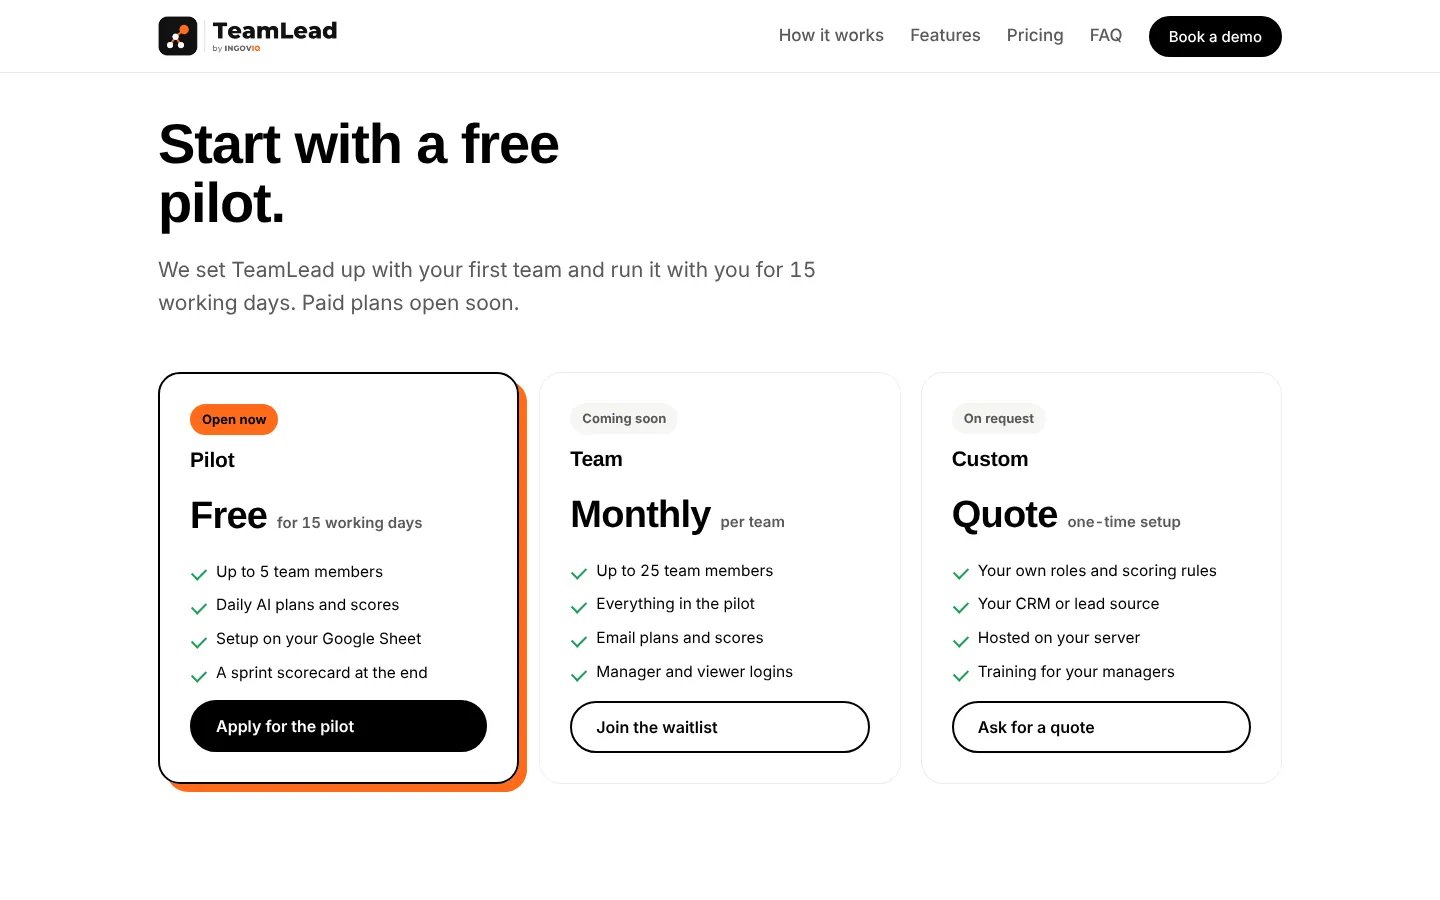 TeamLead
by INGOVIQ
How it works
Features
Pricing
FAQ
Book a demo
Start with a free
pilot.
We set TeamLead up with your first team and run it with you for 15
working days. Paid plans open soon.
Open now
Pilot
Free for 15 working days
Up to 5 team members
Daily AI plans and scores
Setup on your Google Sheet
A sprint scorecard at the end
Apply for the pilot
Coming soon
Team
Monthly per team
Up to 25 team members
Everything in the pilot
Email plans and scores
Manager and viewer logins
Join the waitlist
On request
Custom
Quote one-time setup
Your own roles and scoring rules
Your CRM or lead source
Hosted on your server
Training for your managers
Ask for a quote